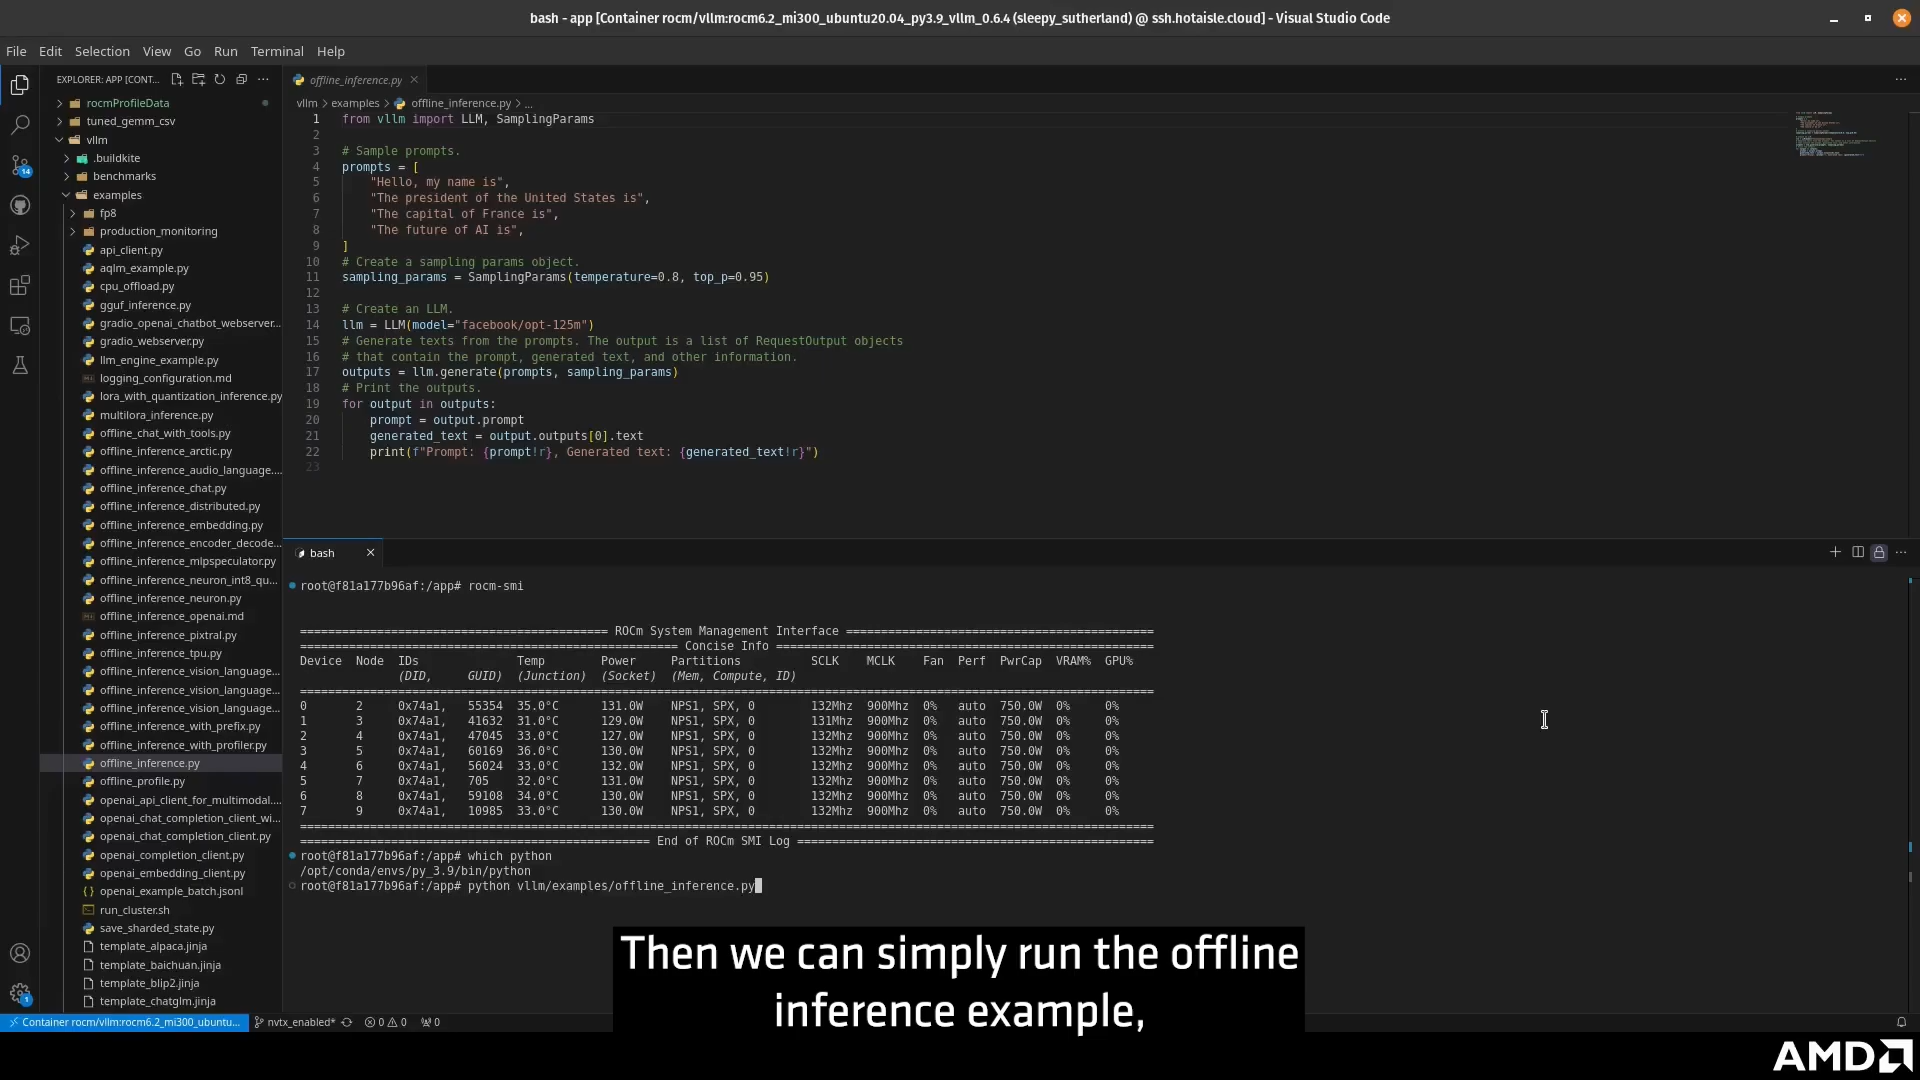 bash - app [Container rocm/vllm:rocm6.2_mi300_ubuntu20.04_py3.9_vllm_0.6.4 (sleepy_sutherland) @ ssh.hotaisle.cloud] - Visual Studio Code
File Edit Selection View Go Run Terminal Help
EXPLORER: APP [CONT...
rocmProfileData
tuned_gemm_csv
vllm
.buildkite
benchmarks
examples
fp8
production_monitoring
api_client.py
aqlm_example.py
cpu_offload.py
gguf_inference.py
gradio_openai_chatbot_webserver...
gradio_webserver.py
llm_engine_example.py
logging_configuration.md
lora_with_quantization_inference.py
multilora_inference.py
offline_chat_with_tools.py
offline_inference_arctic.py
offline_inference_audio_language....
offline_inference_chat.py
offline_inference_distributed.py
offline_inference_embedding.py
offline_inference_encoder_decode...
offline_inference_mlpspeculator.py
offline_inference_neuron_int8_qu...
offline_inference_neuron.py
offline_inference_openai.md
offline_inference_pixtral.py
offline_inference_tpu.py
offline_inference_vision_language...
offline_inference_vision_language...
offline_inference_vision_language...
offline_inference_with_prefix.py
offline_inference_with_profiler.py
offline_inference.py
offline_profile.py
openai_api_client_for_multimodal....
openai_chat_completion_client_wi...
openai_chat_completion_client.py
openai_completion_client.py
openai_embedding_client.py
openai_example_batch.jsonl
run_cluster.sh
save_sharded_state.py
template_alpaca.jinja
template_baichuan.jinja
template_blip2.jinja
template_chatglm.jinja
14
1
offline_inference.py
vllm > examples > offline_inference.py > ...
1 from vllm import LLM, SamplingParams
2
3 # Sample prompts.
4 prompts = [
5 "Hello, my name is",
6 "The president of the United States is",
7 "The capital of France is",
8 "The future of AI is",
9 ]
10 # Create a sampling params object.
11 sampling_params = SamplingParams(temperature=0.8, top_p=0.95)
12
13 # Create an LLM.
14 llm = LLM(model="facebook/opt-125m")
15 # Generate texts from the prompts. The output is a list of RequestOutput objects
16 # that contain the prompt, generated text, and other information.
17 outputs = llm.generate(prompts, sampling_params)
18 # Print the outputs.
19 for output in outputs:
20 prompt = output.prompt
21 generated_text = output.outputs[0].text
22 print(f"Prompt: {prompt!r}, Generated text: {generated_text!r}")
23
bash
root@f81a177b96af:/app# rocm-smi
============================================ ROCm System Management Interface ============================================
====================================================== Concise Info ======================================================
Device Node IDs Temp Power Partitions SCLK MCLK Fan Perf PwrCap VRAM% GPU%
(DID, GUID) (Junction) (Socket) (Mem, Compute, ID)
==========================================================================================================================
0 2 0x74a1, 55354 35.0°C 131.0W NPS1, SPX, 0 132Mhz 900Mhz 0% auto 750.0W 0% 0%
1 3 0x74a1, 41632 31.0°C 129.0W NPS1, SPX, 0 131Mhz 900Mhz 0% auto 750.0W 0% 0%
2 4 0x74a1, 47045 33.0°C 127.0W NPS1, SPX, 0 132Mhz 900Mhz 0% auto 750.0W 0% 0%
3 5 0x74a1, 60169 36.0°C 130.0W NPS1, SPX, 0 132Mhz 900Mhz 0% auto 750.0W 0% 0%
4 6 0x74a1, 56024 33.0°C 132.0W NPS1, SPX, 0 132Mhz 900Mhz 0% auto 750.0W 0% 0%
5 7 0x74a1, 705 32.0°C 131.0W NPS1, SPX, 0 132Mhz 900Mhz 0% auto 750.0W 0% 0%
6 8 0x74a1, 59108 34.0°C 130.0W NPS1, SPX, 0 132Mhz 900Mhz 0% auto 750.0W 0% 0%
7 9 0x74a1, 10985 33.0°C 130.0W NPS1, SPX, 0 132Mhz 900Mhz 0% auto 750.0W 0% 0%
==========================================================================================================================
================================================== End of ROCm SMI Log ===================================================
root@f81a177b96af:/app# which python
/opt/conda/envs/py_3.9/bin/python
root@f81a177b96af:/app# python vllm/examples/offline_inference.py
Then we can simply run the offline
inference example,
Container rocm/vllm:rocm6.2_mi300_ubuntu... nvtx_enabled* 0 0 0
AMD